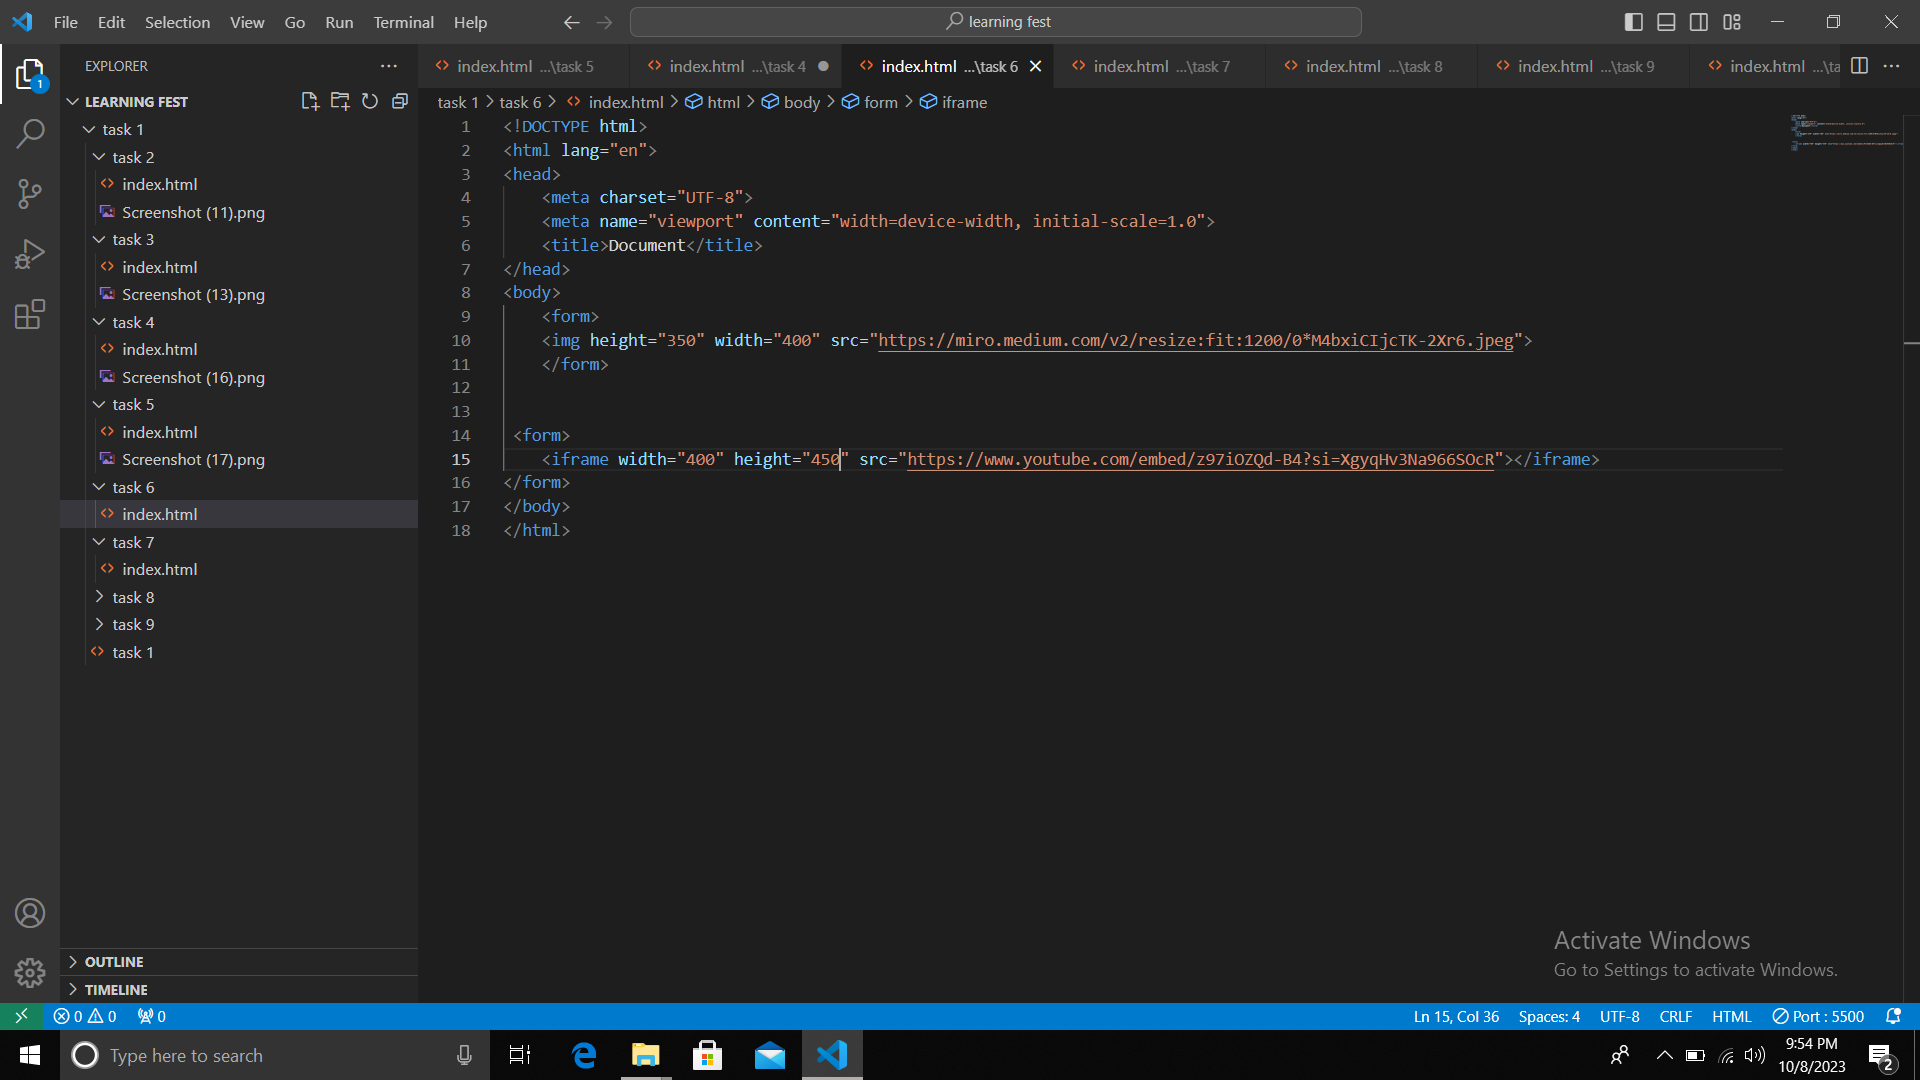 File Edit Selection View Go Run Terminal Help
learning fest
EXPLORER
LEARNING FEST
task 1
task 2
index.html
Screenshot (11).png
task 3
index.html
Screenshot (13).png
task 4
index.html
Screenshot (16).png
task 5
index.html
Screenshot (17).png
task 6
index.html
task 7
index.html
task 8
task 9
task 1
OUTLINE
TIMELINE
index.html ...\task 5 index.html ...\task 4 index.html ...\task 6 index.html ...\task 7 index.html ...\task 8 index.html ...\task 9 index.html ...\ta
task 1 > task 6 > index.html > html > body > form > iframe
1 <!DOCTYPE html>
2 <html lang="en">
3 <head>
4 <meta charset="UTF-8">
5 <meta name="viewport" content="width=device-width, initial-scale=1.0">
6 <title>Document</title>
7 </head>
8 <body>
9 <form>
10 <img height="350" width="400" src="https://miro.medium.com/v2/resize:fit:1200/0*M4bxiCIjcTK-2Xr6.jpeg">
11 </form>
12
13
14 <form>
15 <iframe width="400" height="450" src="https://www.youtube.com/embed/z97iOZQd-B4?si=XgyqHv3Na966SOcR"></iframe>
16 </form>
17 </body>
18 </html>
Activate Windows
Go to Settings to activate Windows.
0 0 0 Ln 15, Col 36 Spaces: 4 UTF-8 CRLF HTML Port : 5500
1
Type here to search
9:54 PM
10/8/2023
2